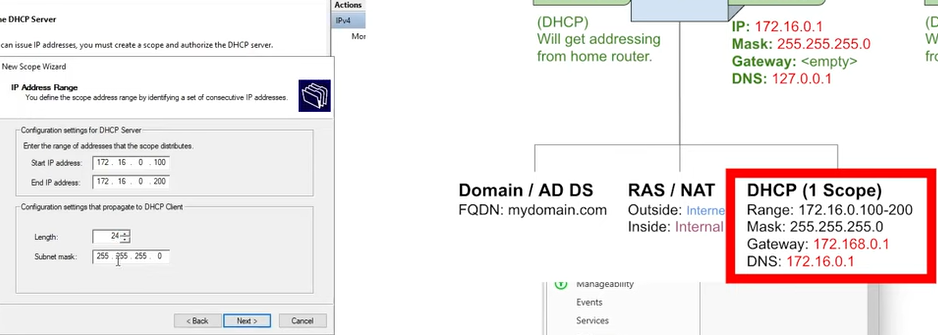 Actions
IPv4
Mor
e DHCP Server
can issue IP addresses, you must create a scope and authorize the DHCP server.
New Scope Wizard
IP Address Range
You define the scope address range by identifying a set of consecutive IP addresses.
Configuration settings for DHCP Server
Enter the range of addresses that the scope distributes.
Start IP address: 172 . 16 . 0 . 100
End IP address: 172 . 16 . 0 . 200
Configuration settings that propagate to DHCP Client
Length: 24
Subnet mask: 255 . 255 . 255 . 0
< Back Next > Cancel
(DHCP)
Will get addressing
from home router.
IP: 172.16.0.1
Mask: 255.255.255.0
Gateway: <empty>
DNS: 127.0.0.1
(D
W
fr
Domain / AD DS
FQDN: mydomain.com
RAS / NAT
Outside: Interne
Inside: Internal
DHCP (1 Scope)
Range: 172.16.0.100-200
Mask: 255.255.255.0
Gateway: 172.168.0.1
DNS: 172.16.0.1
Manageability
Events
Services